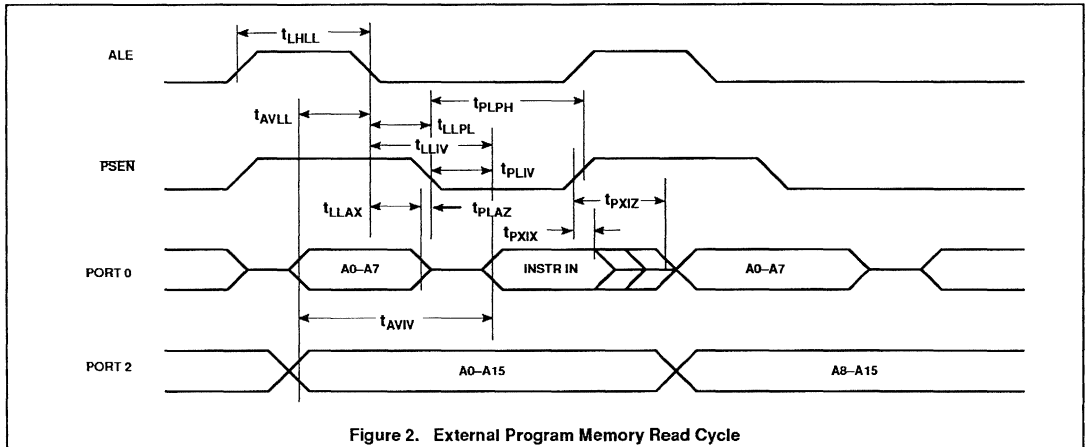 tLHLL
ALE
tPLPH
tAVLL
tLLPL
tLLIV
PSEN
tPLIV
tLLAX
tPLAZ
tPXIZ
tPXIX
PORT 0
A0–A7
INSTR IN
A0–A7
tAVIV
PORT 2
A0–A15
A8–A15
Figure 2. External Program Memory Read Cycle